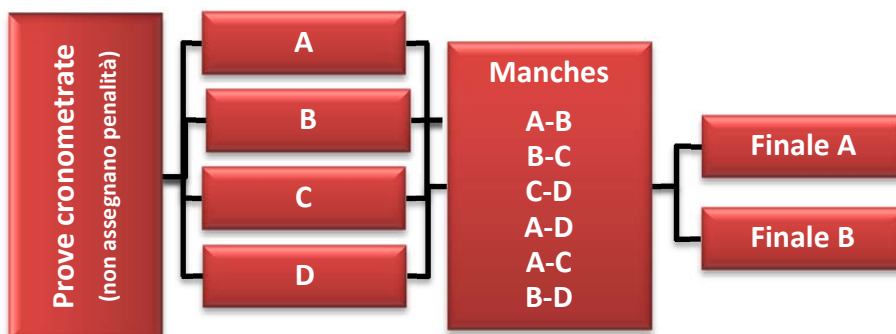 Prove cronometrate
(non assegnano penalità)
A
B
C
D
Manches
A-B
B-C
C-D
A-D
A-C
B-D
Finale A
Finale B